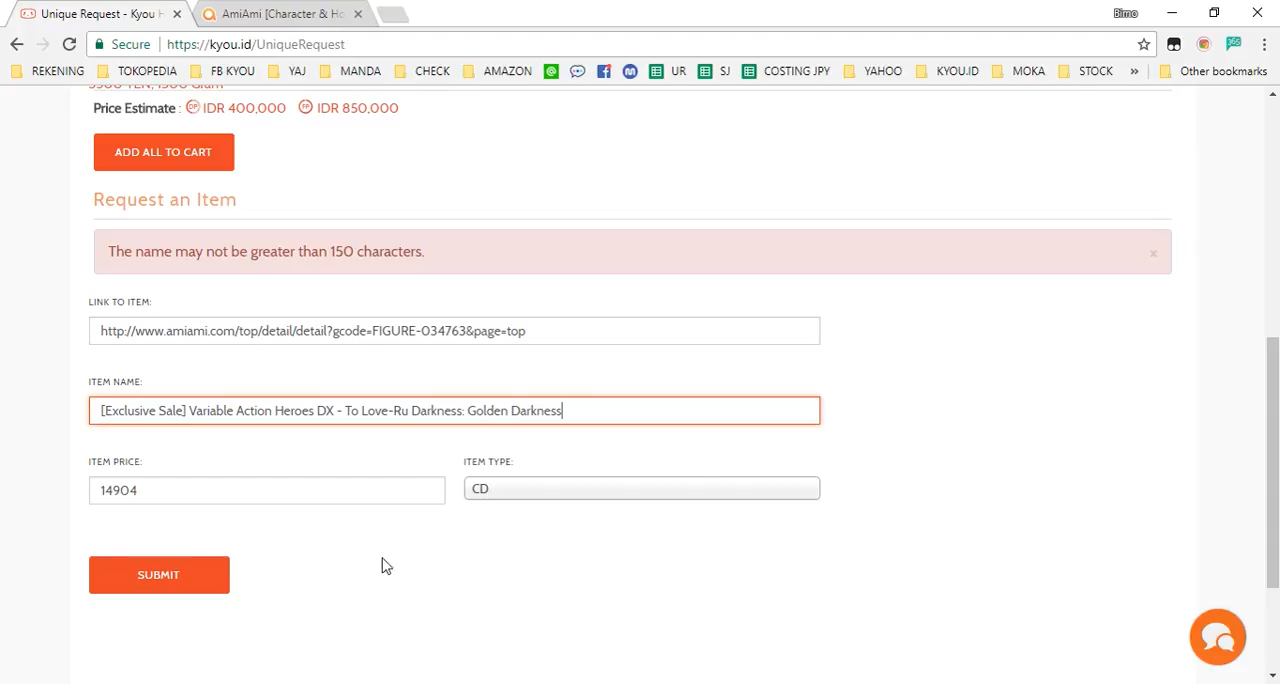 Unique Request - Kyou H
AmiAmi [Character & Ho
Bimo
Secure
https://kyou.id/UniqueRequest
REKENING
TOKOPEDIA
FB KYOU
YAJ
MANDA
CHECK
AMAZON
UR
SJ
COSTING JPY
YAHOO
KYOU.ID
MOKA
STOCK
»
Other bookmarks
Price Estimate : DP IDR 400,000 FP IDR 850,000
ADD ALL TO CART
Request an Item
The name may not be greater than 150 characters.
×
LINK TO ITEM:
http://www.amiami.com/top/detail/detail?gcode=FIGURE-034763&page=top
ITEM NAME:
[Exclusive Sale] Variable Action Heroes DX - To Love-Ru Darkness: Golden Darkness
ITEM PRICE:
ITEM TYPE:
14904
CD
SUBMIT